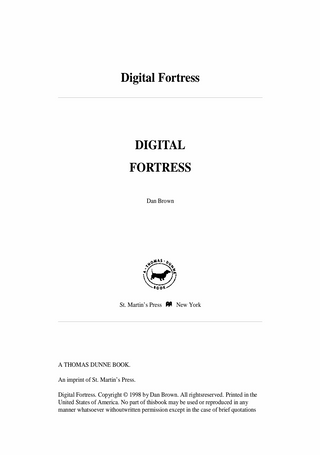 Digital Fortress
DIGITAL
FORTRESS
Dan Brown
A THOMAS DUNNE
BOOK
St. Martin's Press New York
A THOMAS DUNNE BOOK.
An imprint of St. Martin's Press.
Digital Fortress. Copyright © 1998 by Dan Brown. All rightsreserved. Printed in the
United States of America. No part of thisbook may be used or reproduced in any
manner whatsoever withoutwritten permission except in the case of brief quotations